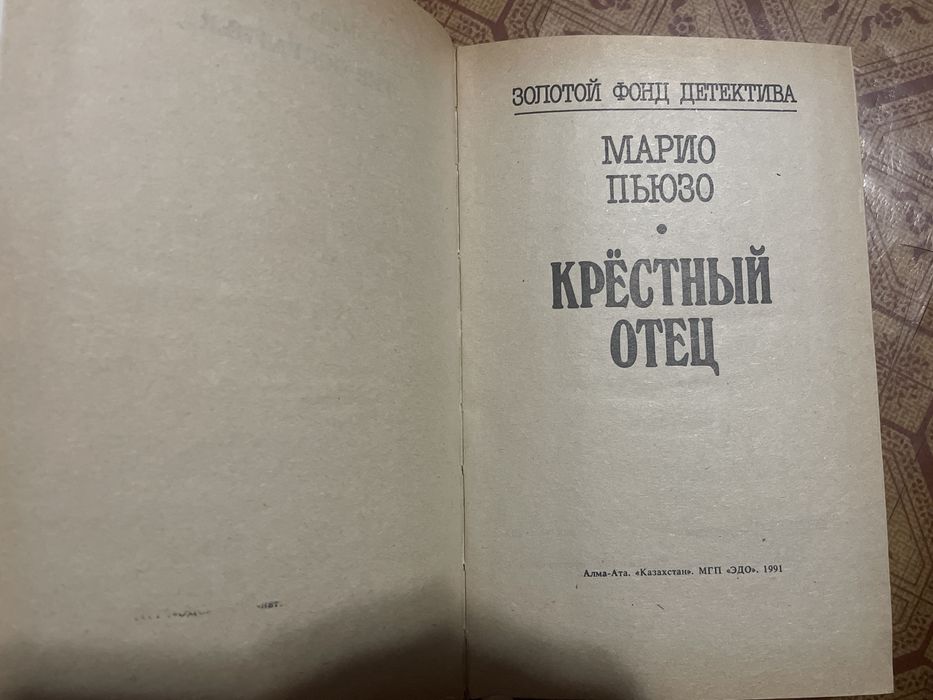 ЗОЛОТОЙ ФОНД ДЕТЕКТИВА
МАРИО
ПЬЮЗО
•
КРЁСТНЫЙ
ОТЕЦ
Алма-Ата. «Казахстан». МГП «ЭДО». 1991